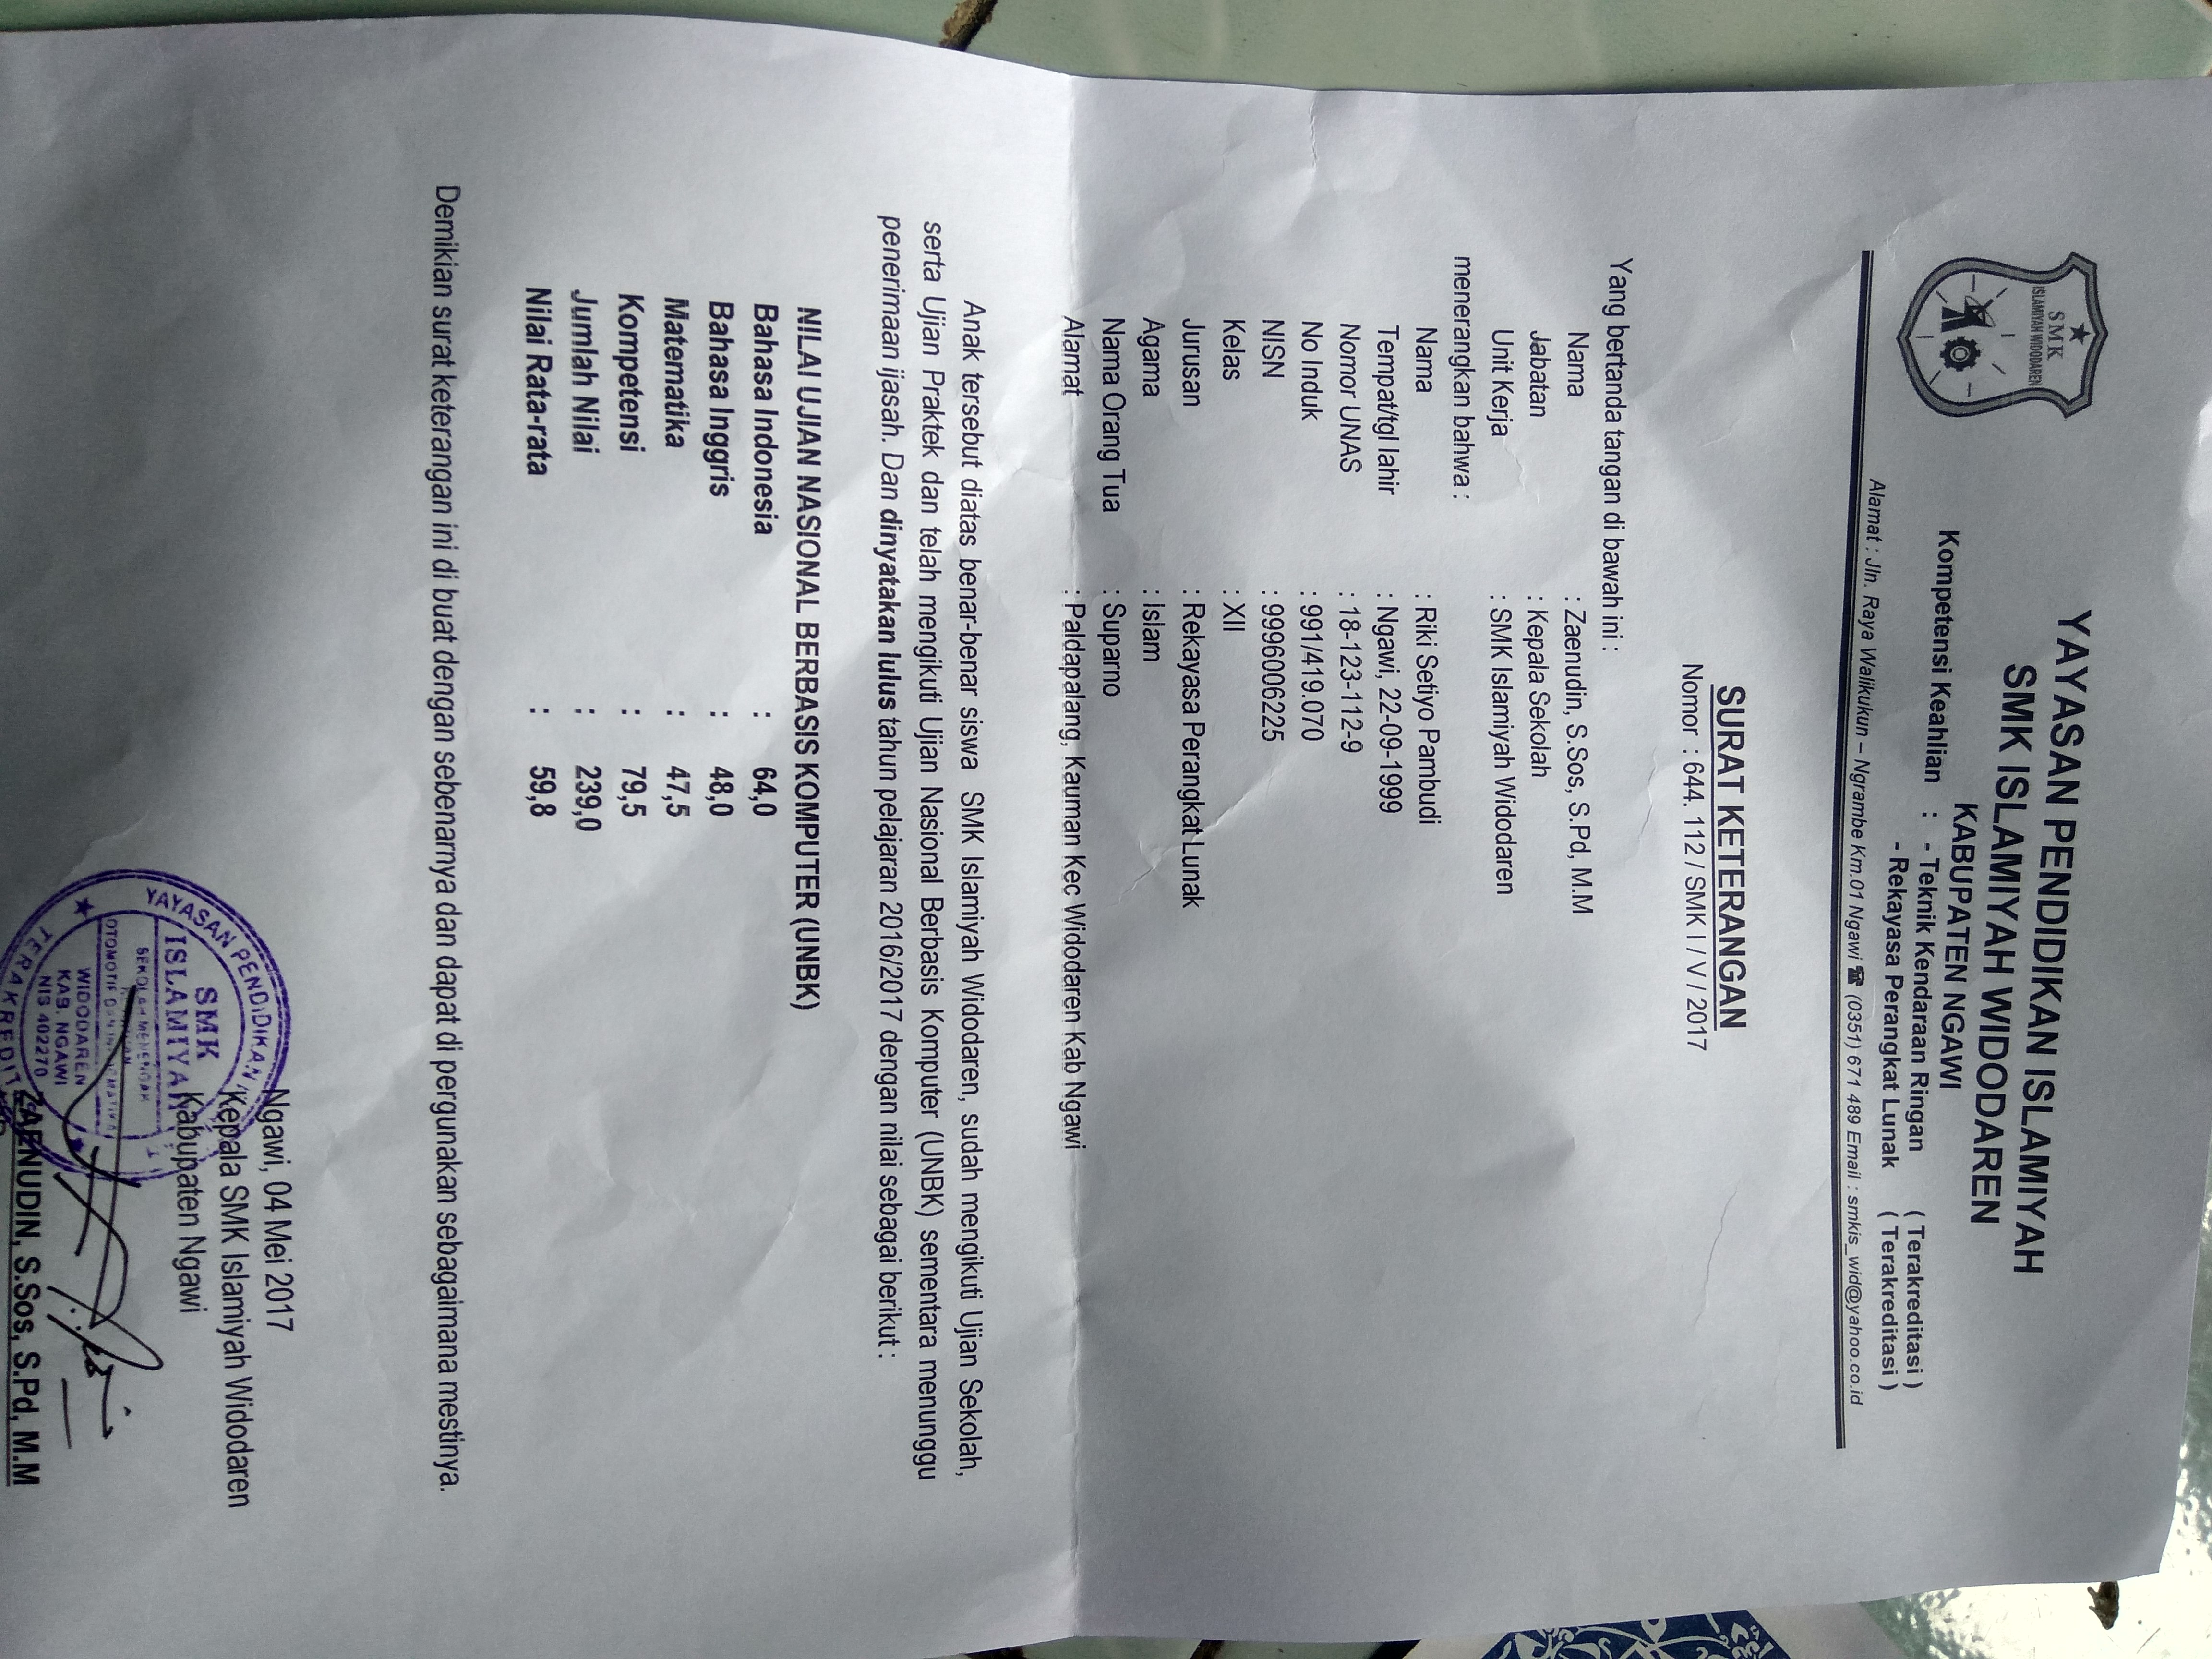 SMK
ISLAMIYAH WIDODAREN
YAYASAN PENDIDIKAN ISLAMIYAH
SMK ISLAMIYAH WIDODAREN
KABUPATEN NGAWI
Kompetensi Keahlian : - Teknik Kendaraan Ringan ( Terakreditasi )
- Rekayasa Perangkat Lunak ( Terakreditasi )
Alamat : Jln. Raya Walikukun – Ngrambe Km.01 Ngawi ☎ (0351) 671 489 Email : smkis_wid@yahoo.co.id
SURAT KETERANGAN
Nomor : 644. 112 / SMK I / V / 2017
Yang bertanda tangan di bawah ini :
Nama : Zaenudin, S.Sos, S.Pd, M.M
Jabatan : Kepala Sekolah
Unit Kerja : SMK Islamiyah Widodaren
menerangkan bahwa :
Nama : Riki Setiyo Pambudi
Tempat/tgl lahir : Ngawi, 22-09-1999
Nomor UNAS : 18-123-112-9
No Induk : 991/419.070
NISN : 9996006225
Kelas : XII
Jurusan : Rekayasa Perangkat Lunak
Agama : Islam
Nama Orang Tua : Suparno
Alamat : Paldapalang, Kauman Kec Widodaren Kab Ngawi
Anak tersebut diatas benar-benar siswa SMK Islamiyah Widodaren, sudah mengikuti Ujian Sekolah,
serta Ujian Praktek dan telah mengikuti Ujian Nasional Berbasis Komputer (UNBK) sementara menunggu
penerimaan ijasah. Dan dinyatakan lulus tahun pelajaran 2016/2017 dengan nilai sebagai berikut :
NILAI UJIAN NASIONAL BERBASIS KOMPUTER (UNBK)
Bahasa Indonesia : 64,0
Bahasa Inggris : 48,0
Matematika : 47,5
Kompetensi : 79,5
Jumlah Nilai : 239,0
Nilai Rata-rata : 59,8
Demikian surat keterangan ini di buat dengan sebenarnya dan dapat di pergunakan sebagaimana mestinya.
Ngawi, 04 Mei 2017
Kepala SMK Islamiyah Widodaren
Kabupaten Ngawi
YAYASAN PENDIDIKAN
SMK
ISLAMIYAH
SEKOLAH MENENGAH
WIDODAREN
KAB. NGAWI
NIS 402270
ZAENUDIN, S.Sos, S.Pd, M.M